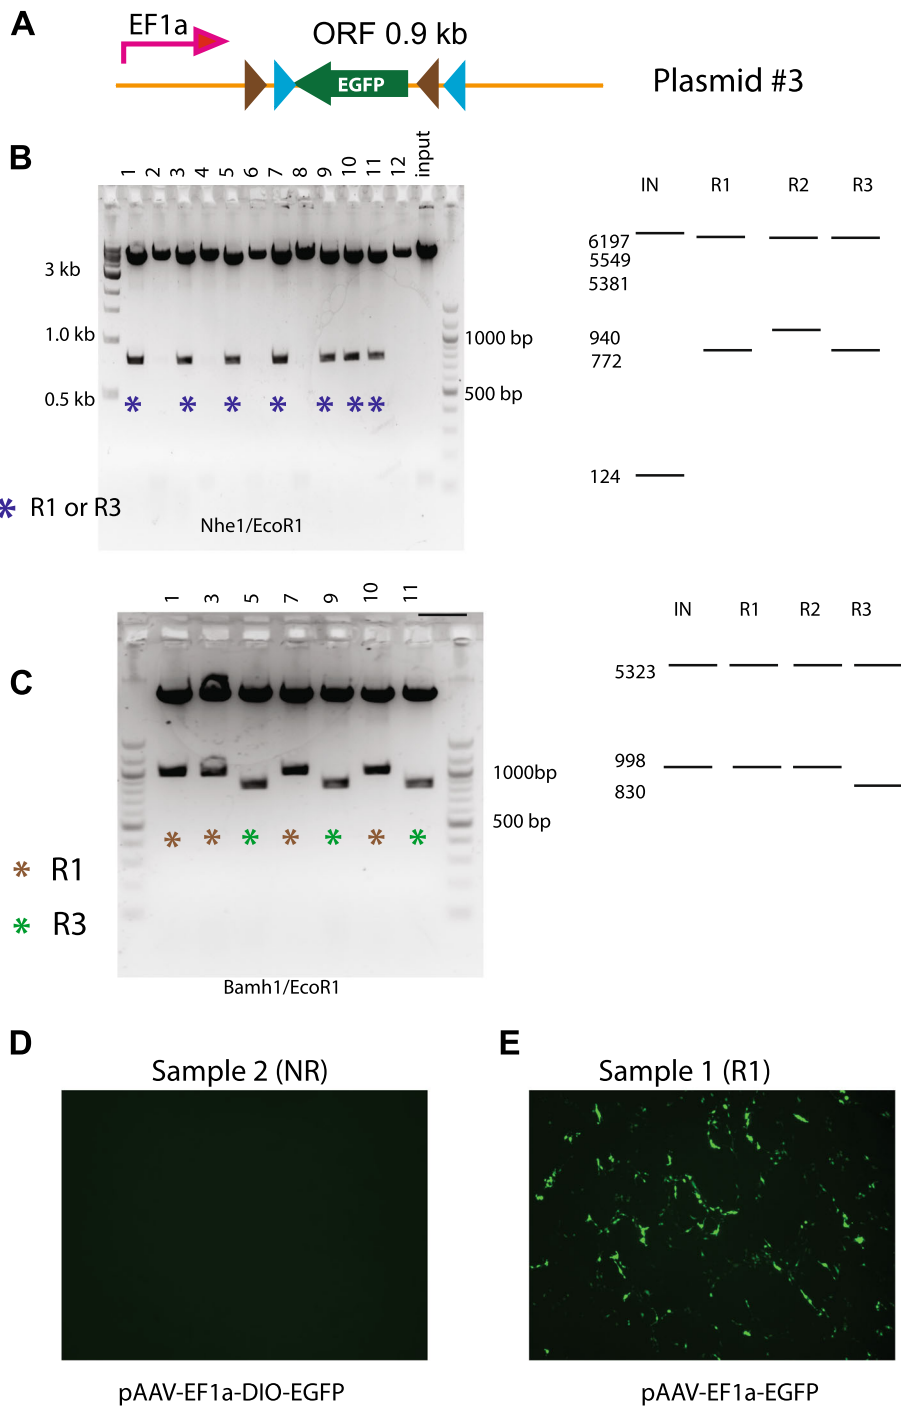 A
EF1a
ORF 0.9 kb
EGFP
Plasmid #3
B
1 2 3 4 5 6 7 8 9 10 11 12 input
3 kb
1.0 kb
0.5 kb
1000 bp
500 bp
* * * * * * *
* R1 or R3
Nhe1/EcoR1
IN R1 R2 R3
6197
5549
5381
940
772
124
C
1 3 5 7 9 10 11
1000bp
500 bp
* * * * * * *
* R1
* R3
Bamh1/EcoR1
IN R1 R2 R3
5323
998
830
D
Sample 2 (NR)
pAAV-EF1a-DIO-EGFP
E
Sample 1 (R1)
pAAV-EF1a-EGFP